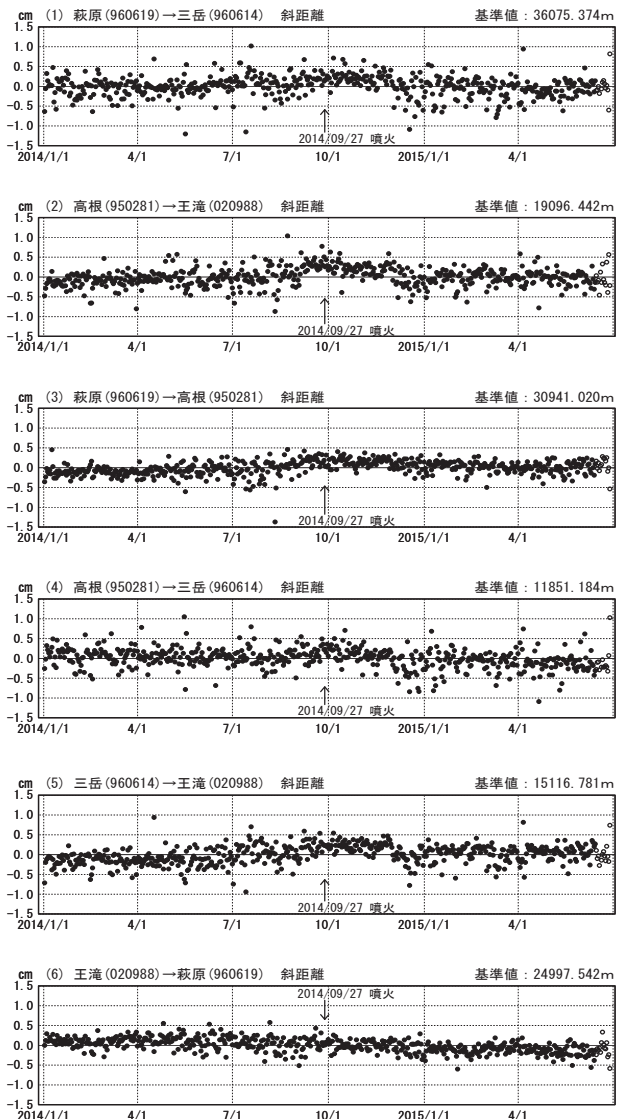 cm (1) 萩原(960619)→三岳(960614) 斜距離 基準値:36075.374m
1.5
1.0
0.5
0.0
-0.5
-1.0
-1.5
2014/09/27 噴火
2014/1/1 4/1 7/1 10/1 2015/1/1 4/1
cm (2) 高根(950281)→王滝(020988) 斜距離 基準値:19096.442m
1.5
1.0
0.5
0.0
-0.5
-1.0
-1.5
2014/09/27 噴火
2014/1/1 4/1 7/1 10/1 2015/1/1 4/1
cm (3) 萩原(960619)→高根(950281) 斜距離 基準値:30941.020m
1.5
1.0
0.5
0.0
-0.5
-1.0
-1.5
2014/09/27 噴火
2014/1/1 4/1 7/1 10/1 2015/1/1 4/1
cm (4) 高根(950281)→三岳(960614) 斜距離 基準値:11851.184m
1.5
1.0
0.5
0.0
-0.5
-1.0
-1.5
2014/09/27 噴火
2014/1/1 4/1 7/1 10/1 2015/1/1 4/1
cm (5) 三岳(960614)→王滝(020988) 斜距離 基準値:15116.781m
1.5
1.0
0.5
0.0
-0.5
-1.0
-1.5
2014/09/27 噴火
2014/1/1 4/1 7/1 10/1 2015/1/1 4/1
cm (6) 王滝(020988)→萩原(960619) 斜距離 基準値:24997.542m
2014/09/27 噴火
1.5
1.0
0.5
0.0
-0.5
-1.0
-1.5
2014/1/1 4/1 7/1 10/1 2015/1/1 4/1